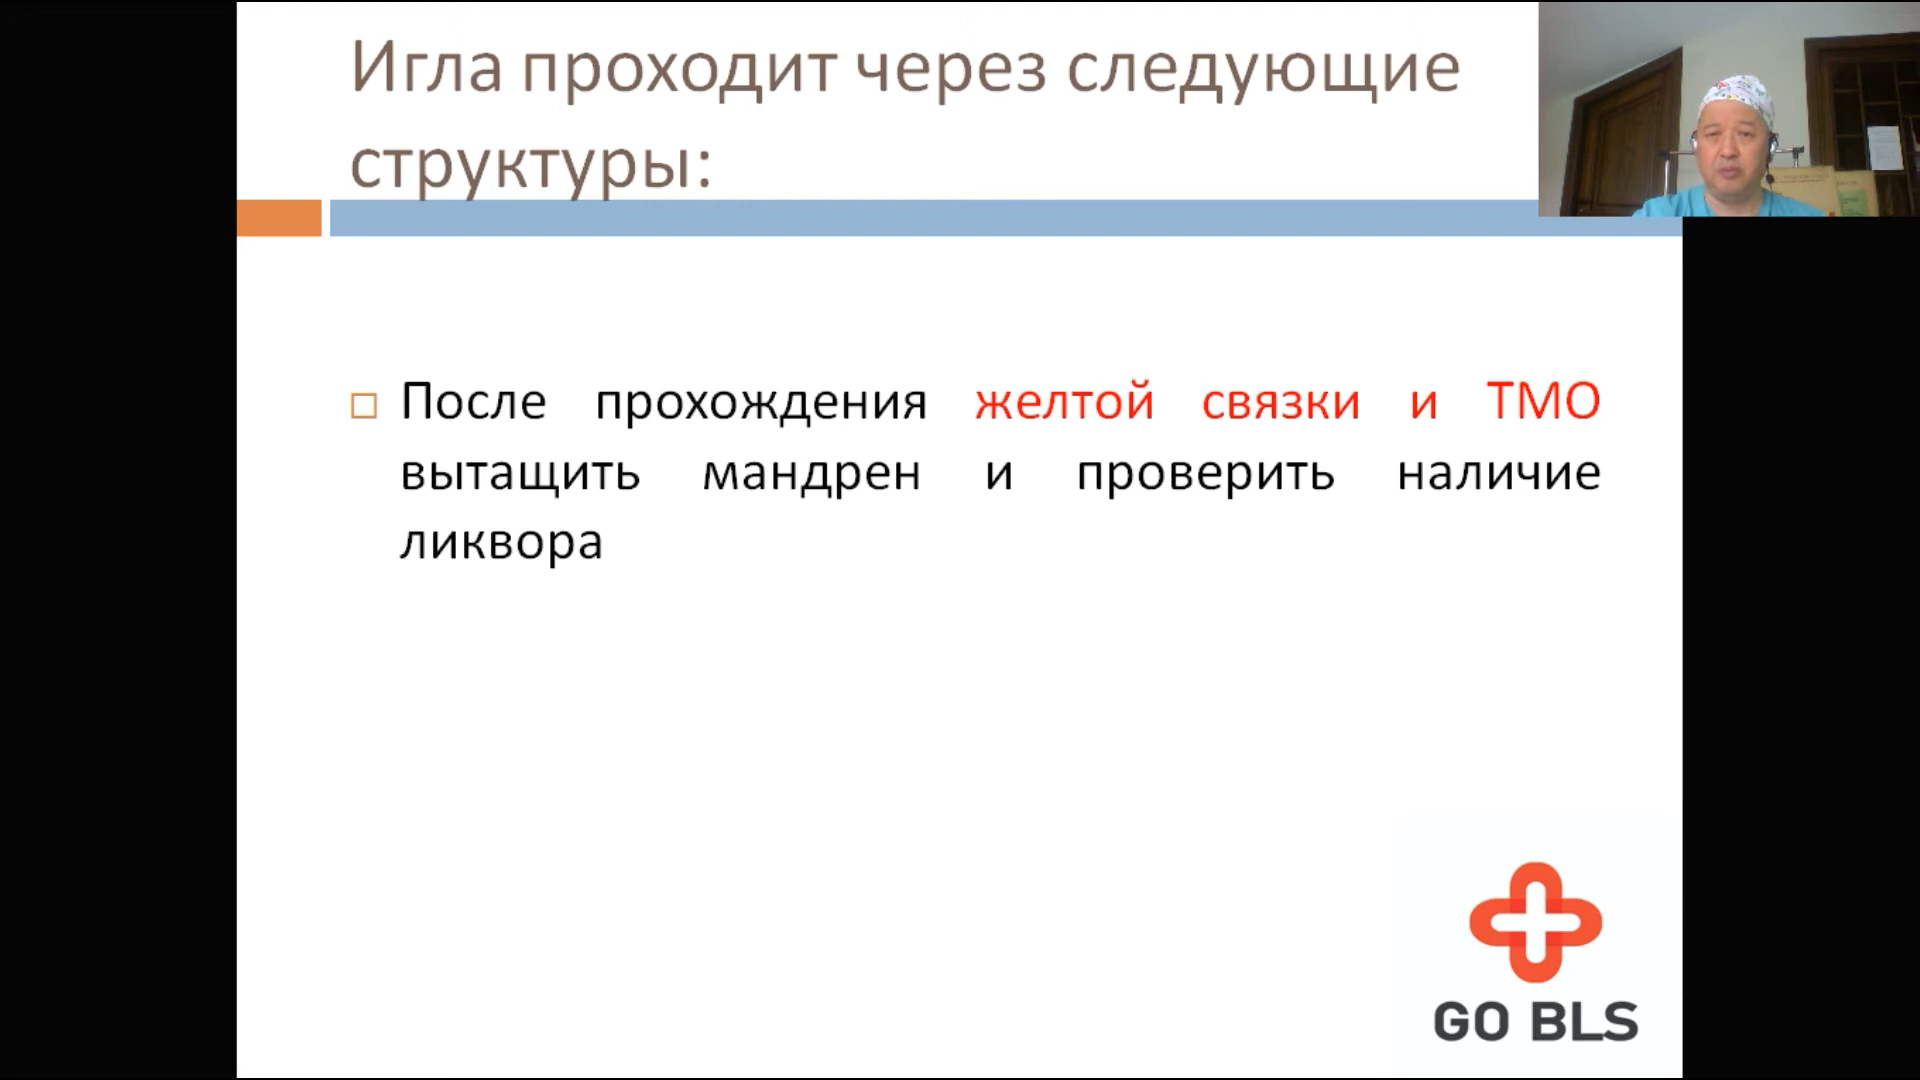 Игла проходит через следующие
структуры:
После прохождения желтой связки и ТМО
вытащить мандрен и проверить наличие
ликвора
GO BLS